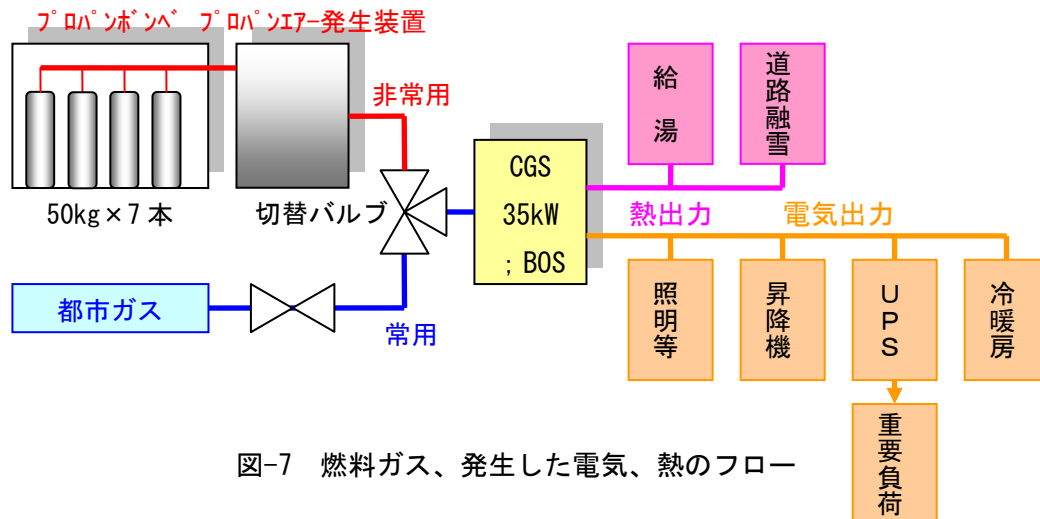 ﾌﾟﾛﾊﾟﾝﾎﾞﾝﾍﾞ ﾌﾟﾛﾊﾟﾝｴｱｰ発生装置
非常用
50kg×7本
切替バルブ
都市ガス
常用
CGS
35kW
；BOS
給湯
道路融雪
熱出力
電気出力
照明等
昇降機
UPS
冷暖房
重要負荷
図-7 燃料ガス、発生した電気、熱のフロー